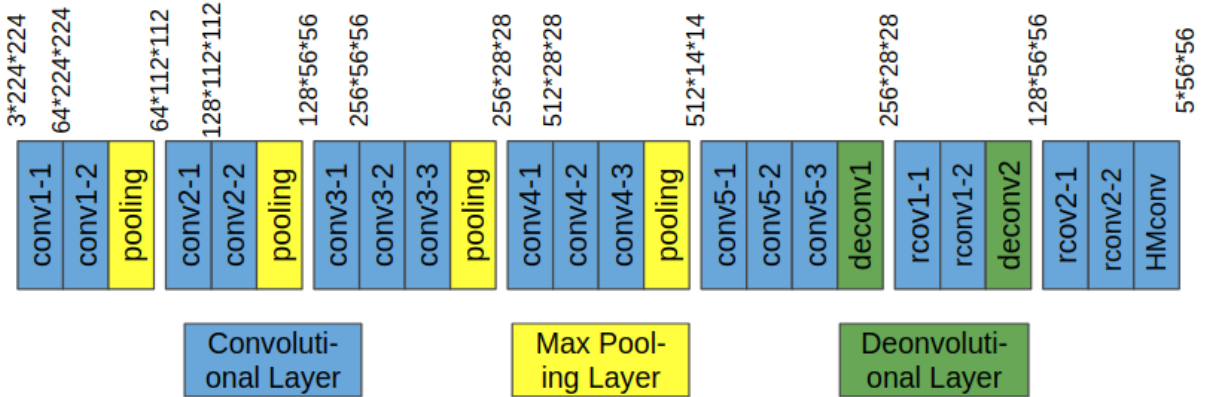 3*224*224
64*224*224
64*112*112
128*112*112
128*56*56
256*56*56
256*28*28
512*28*28
512*14*14
256*28*28
128*56*56
5*56*56
conv1-1
conv1-2
pooling
conv2-1
conv2-2
pooling
conv3-1
conv3-2
conv3-3
pooling
conv4-1
conv4-2
conv4-3
pooling
conv5-1
conv5-2
conv5-3
deconv1
rcov1-1
rconv1-2
deconv2
rcov2-1
rconv2-2
HMconv
Convoluti-
onal Layer
Max Pool-
ing Layer
Deonvoluti-
onal Layer